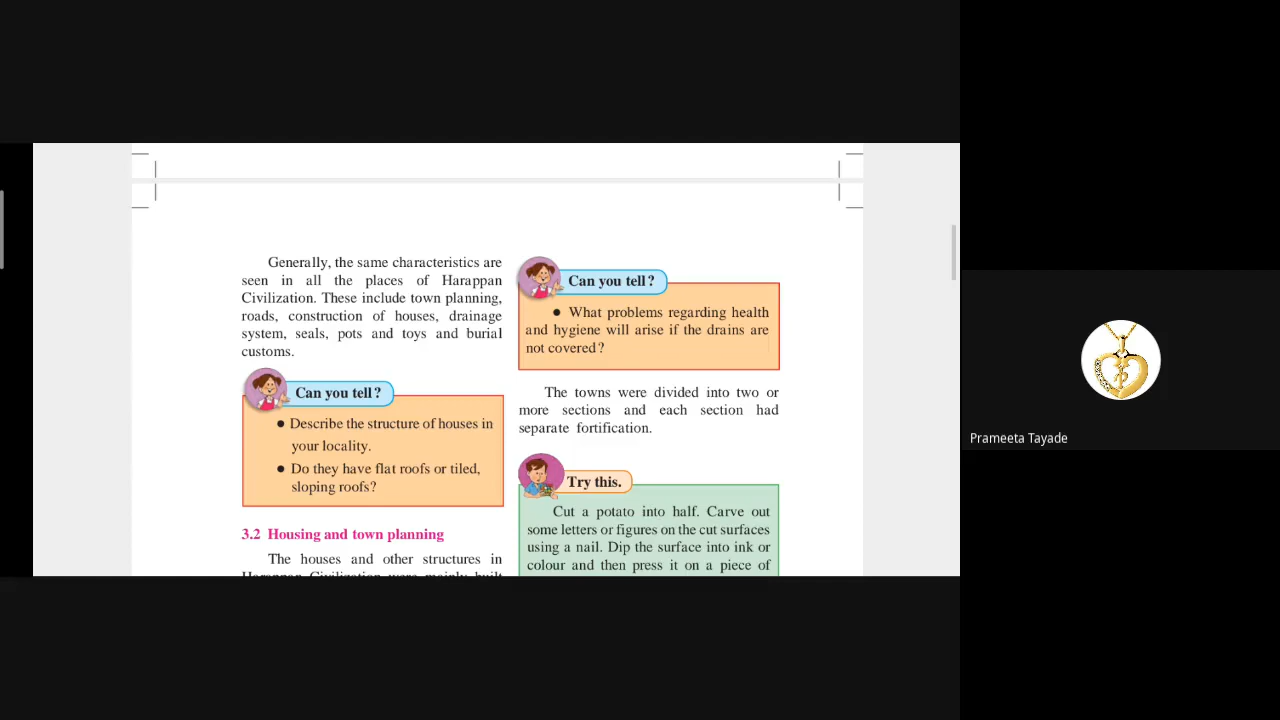 Generally, the same characteristics are
seen in all the places of Harappan
Civilization. These include town planning,
roads, construction of houses, drainage
system, seals, pots and toys and burial
customs.
Can you tell?
● Describe the structure of houses in
your locality.
● Do they have flat roofs or tiled,
sloping roofs?
3.2 Housing and town planning
The houses and other structures in
Harappan Civilization were mainly built
Can you tell?
● What problems regarding health
and hygiene will arise if the drains are
not covered?
The towns were divided into two or
more sections and each section had
separate fortification.
Try this.
Cut a potato into half. Carve out
some letters or figures on the cut surfaces
using a nail. Dip the surface into ink or
colour and then press it on a piece of
Prameeta Tayade